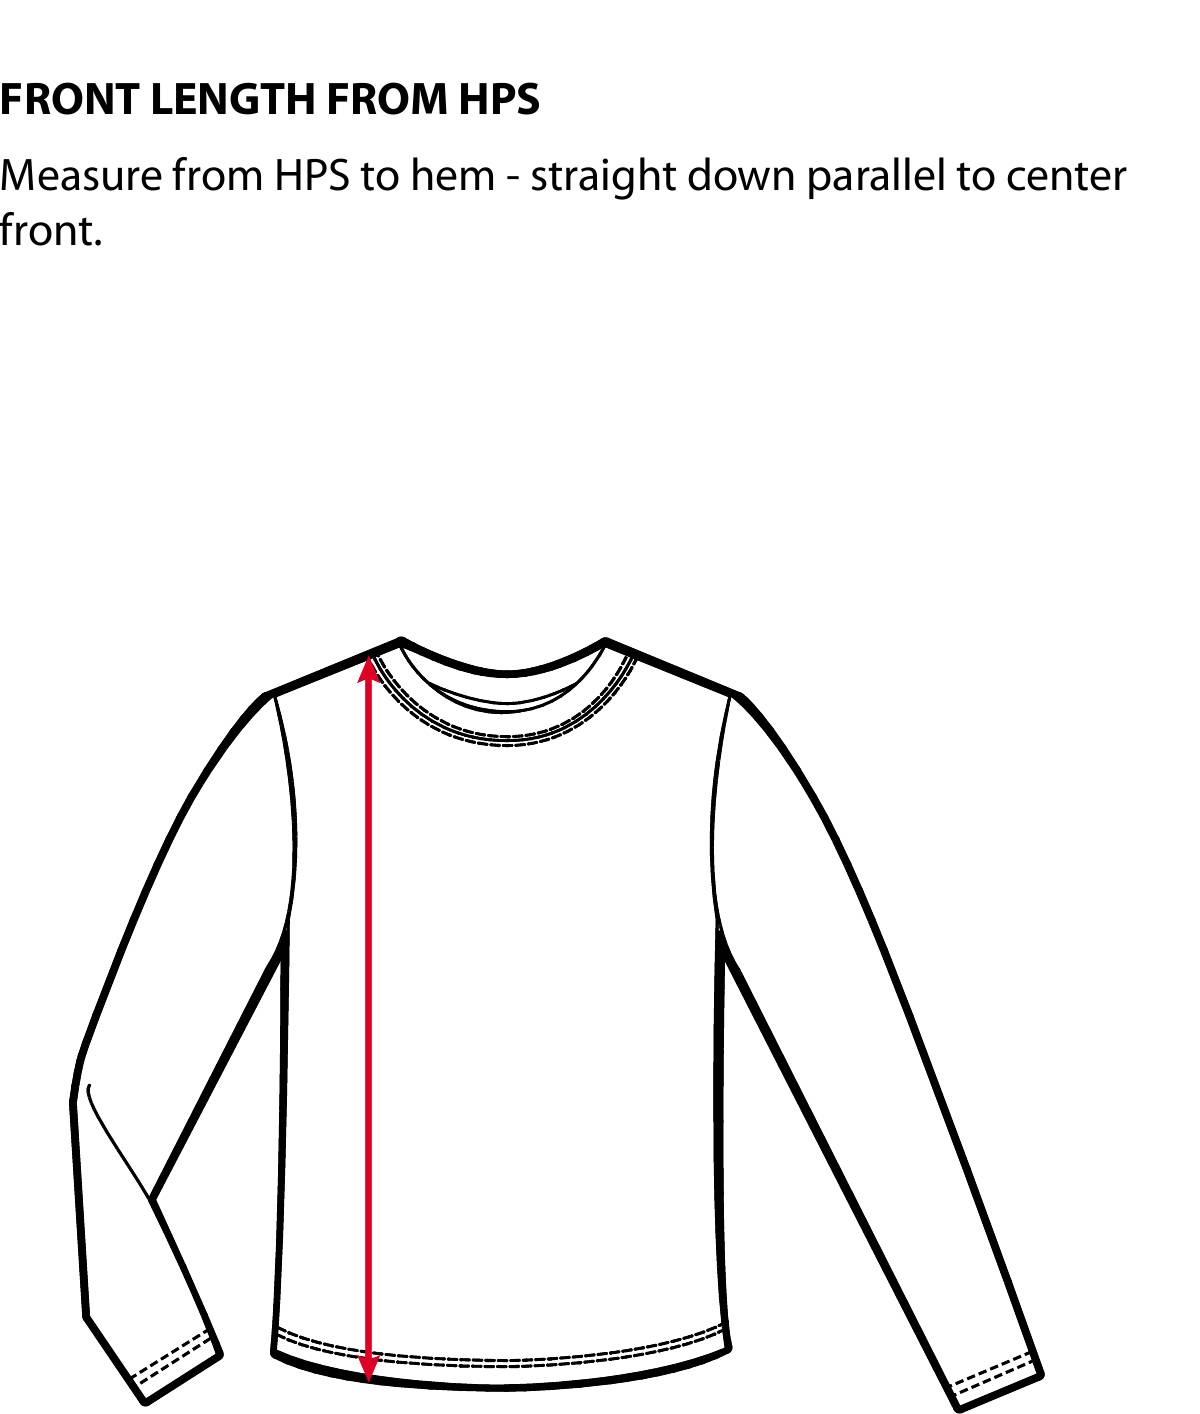 FRONT LENGTH FROM HPS
Measure from HPS to hem - straight down parallel to center
front.